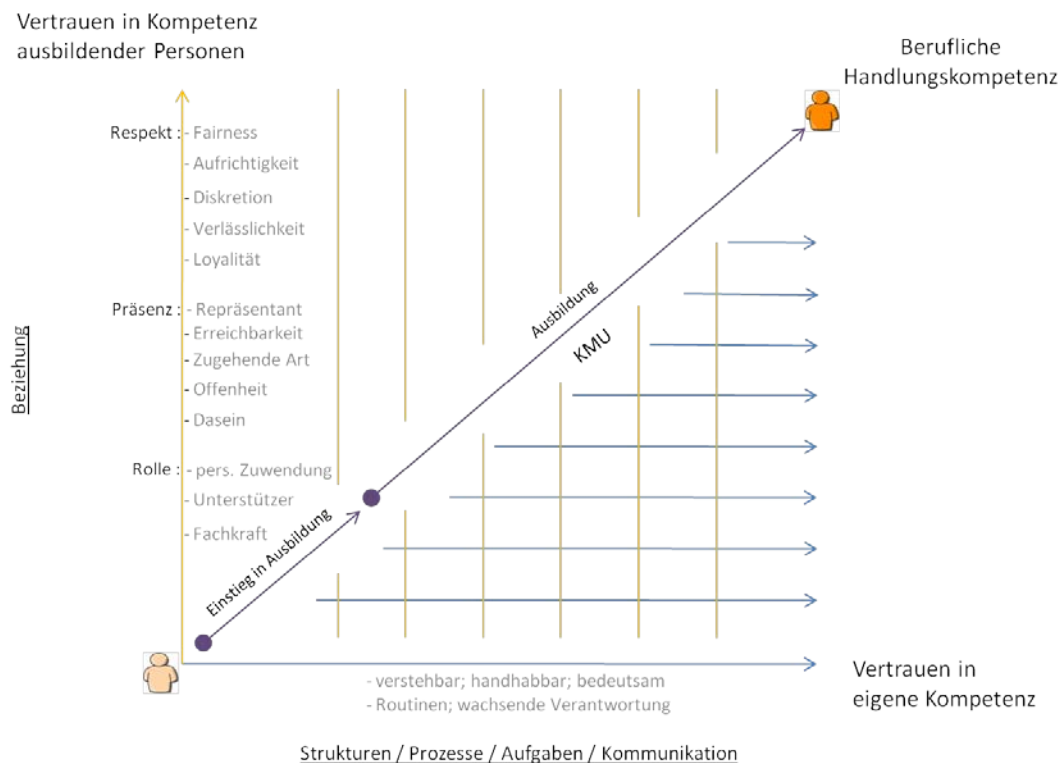 Vertrauen in Kompetenz
ausbildender Personen
Berufliche
Handlungskompetenz
Respekt : - Fairness
- Aufrichtigkeit
- Diskretion
- Verlässlichkeit
- Loyalität
Präsenz : - Repräsentant
- Erreichbarkeit
- Zugehende Art
- Offenheit
- Dasein
Rolle : - pers. Zuwendung
- Unterstützer
- Fachkraft
Beziehung
Einstieg in Ausbildung
Ausbildung
KMU
Vertrauen in
eigene Kompetenz
- verstehbar; handhabbar; bedeutsam
- Routinen; wachsende Verantwortung
Strukturen / Prozesse / Aufgaben / Kommunikation